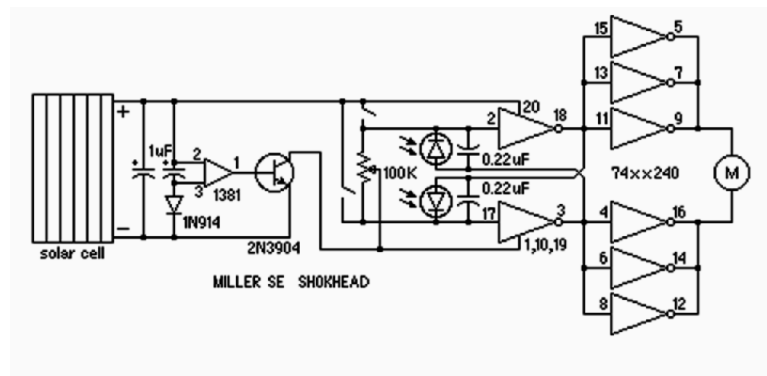 15 5
13 7
+ 20 18
2 11 9
1uF 2
+ + 1
3 100K 0.22uF
1381 0.22uF 74xx240 M
1N914 17 3 4 16
−
solar cell 2N3904 1,10,19 6 14
MILLER SE SHOKHEAD
8 12